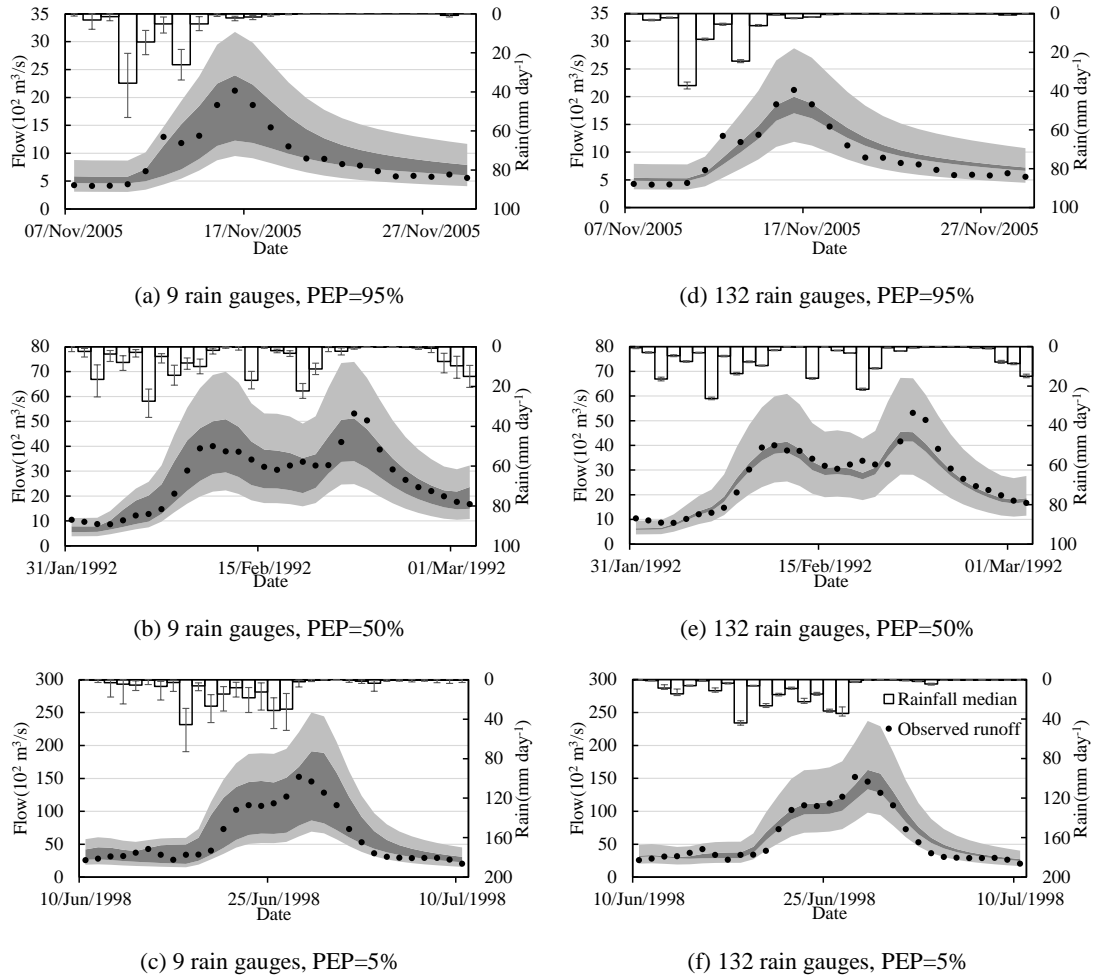 35 30 25 20 15 10 5 0
Flow(10² m³/s)
0 20 40 60 80 100
Rain(mm day⁻¹)
07/Nov/2005 17/Nov/2005 27/Nov/2005
Date
(a) 9 rain gauges, PEP=95%
35 30 25 20 15 10 5 0
Flow(10² m³/s)
0 20 40 60 80 100
Rain(mm day⁻¹)
07/Nov/2005 17/Nov/2005 27/Nov/2005
Date
(d) 132 rain gauges, PEP=95%
80 70 60 50 40 30 20 10 0
Flow(10² m³/s)
0 20 40 60 80 100
Rain(mm day⁻¹)
31/Jan/1992 15/Feb/1992 01/Mar/1992
Date
(b) 9 rain gauges, PEP=50%
80 70 60 50 40 30 20 10 0
Flow(10² m³/s)
0 20 40 60 80 100
Rain(mm day⁻¹)
31/Jan/1992 15/Feb/1992 01/Mar/1992
Date
(e) 132 rain gauges, PEP=50%
300 250 200 150 100 50 0
Flow(10² m³/s)
0 40 80 120 160 200
Rain(mm day⁻¹)
10/Jun/1998 25/Jun/1998 10/Jul/1998
Date
(c) 9 rain gauges, PEP=5%
300 250 200 150 100 50 0
Flow(10² m³/s)
Rainfall median
Observed runoff
0 40 80 120 160 200
Rain(mm day⁻¹)
10/Jun/1998 25/Jun/1998 10/Jul/1998
Date
(f) 132 rain gauges, PEP=5%